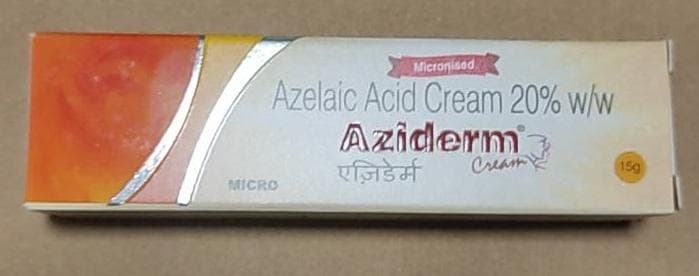 Micronised
Azelaic Acid Cream 20% w/w
Aziderm®
Cream
एज़िडेर्म
MICRO
15g